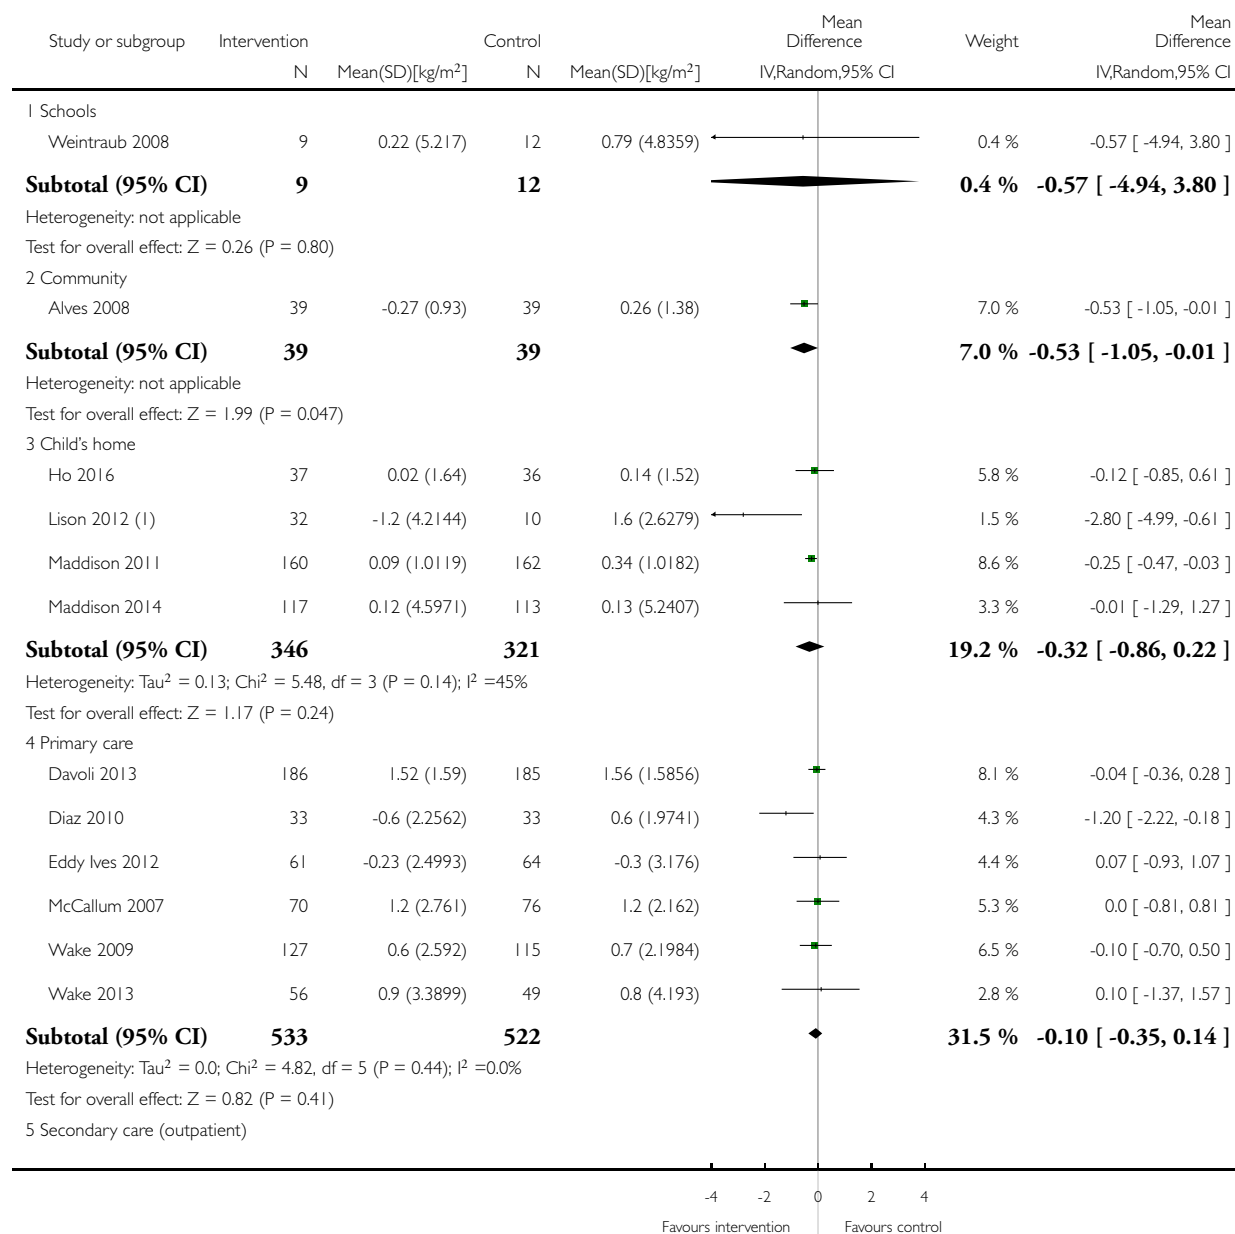 Study or subgroup Intervention Control Mean Difference Weight Mean Difference
N Mean(SD)[kg/m²] N Mean(SD)[kg/m²] IV,Random,95% CI IV,Random,95% CI
1 Schools
Weintraub 2008 9 0.22 (5.217) 12 0.79 (4.8359) 0.4 % -0.57 [ -4.94, 3.80 ]
Subtotal (95% CI) 9 12 0.4 % -0.57 [ -4.94, 3.80 ]
Heterogeneity: not applicable
Test for overall effect: Z = 0.26 (P = 0.80)
2 Community
Alves 2008 39 -0.27 (0.93) 39 0.26 (1.38) 7.0 % -0.53 [ -1.05, -0.01 ]
Subtotal (95% CI) 39 39 7.0 % -0.53 [ -1.05, -0.01 ]
Heterogeneity: not applicable
Test for overall effect: Z = 1.99 (P = 0.047)
3 Child's home
Ho 2016 37 0.02 (1.64) 36 0.14 (1.52) 5.8 % -0.12 [ -0.85, 0.61 ]
Lison 2012 (1) 32 -1.2 (4.2144) 10 1.6 (2.6279) 1.5 % -2.80 [ -4.99, -0.61 ]
Maddison 2011 160 0.09 (1.0119) 162 0.34 (1.0182) 8.6 % -0.25 [ -0.47, -0.03 ]
Maddison 2014 117 0.12 (4.5971) 113 0.13 (5.2407) 3.3 % -0.01 [ -1.29, 1.27 ]
Subtotal (95% CI) 346 321 19.2 % -0.32 [ -0.86, 0.22 ]
Heterogeneity: Tau² = 0.13; Chi² = 5.48, df = 3 (P = 0.14); I² =45%
Test for overall effect: Z = 1.17 (P = 0.24)
4 Primary care
Davoli 2013 186 1.52 (1.59) 185 1.56 (1.5856) 8.1 % -0.04 [ -0.36, 0.28 ]
Diaz 2010 33 -0.6 (2.2562) 33 0.6 (1.9741) 4.3 % -1.20 [ -2.22, -0.18 ]
Eddy Ives 2012 61 -0.23 (2.4993) 64 -0.3 (3.176) 4.4 % 0.07 [ -0.93, 1.07 ]
McCallum 2007 70 1.2 (2.761) 76 1.2 (2.162) 5.3 % 0.0 [ -0.81, 0.81 ]
Wake 2009 127 0.6 (2.592) 115 0.7 (2.1984) 6.5 % -0.10 [ -0.70, 0.50 ]
Wake 2013 56 0.9 (3.3899) 49 0.8 (4.193) 2.8 % 0.10 [ -1.37, 1.57 ]
Subtotal (95% CI) 533 522 31.5 % -0.10 [ -0.35, 0.14 ]
Heterogeneity: Tau² = 0.0; Chi² = 4.82, df = 5 (P = 0.44); I² =0.0%
Test for overall effect: Z = 0.82 (P = 0.41)
5 Secondary care (outpatient)
-4 -2 0 2 4
Favours intervention Favours control